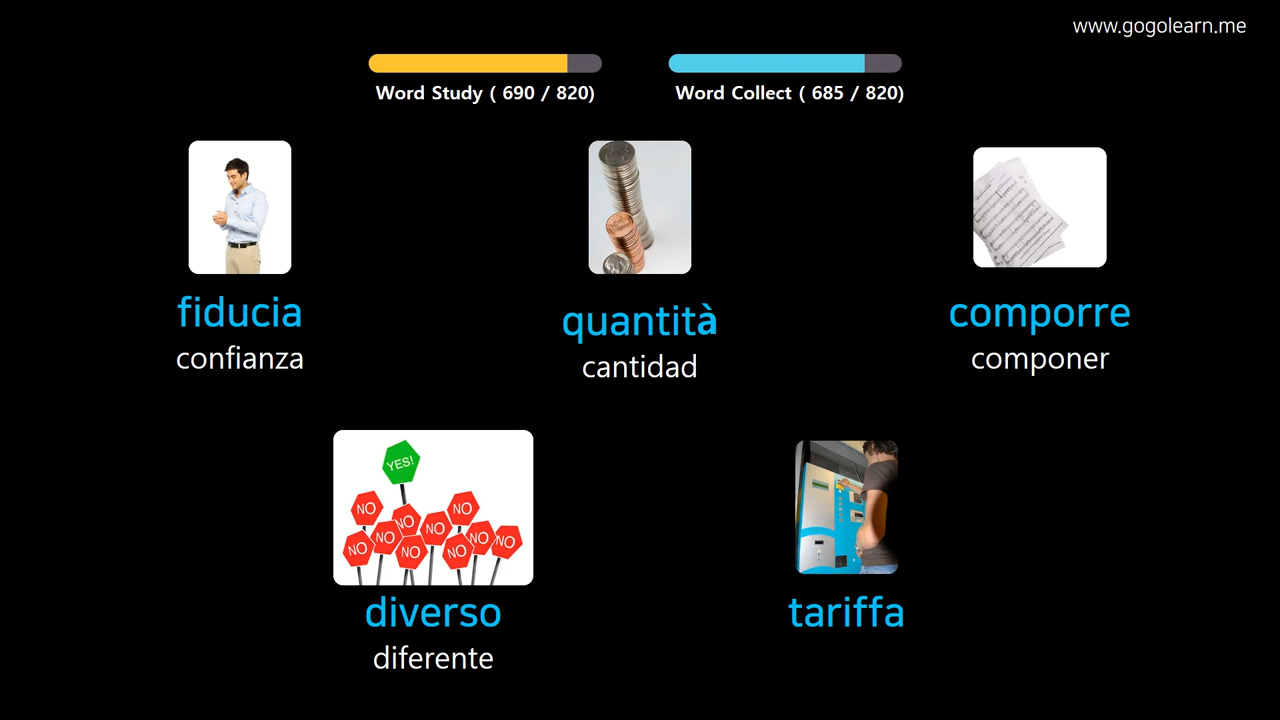 www.gogolearn.me
Word Study ( 690 / 820)
Word Collect ( 685 / 820)
fiducia
confianza
quantità
cantidad
comporre
componer
YES!
NO
NO
NO
NO
NO
NO
NO
NO
NO
NO
diverso
diferente
tariffa